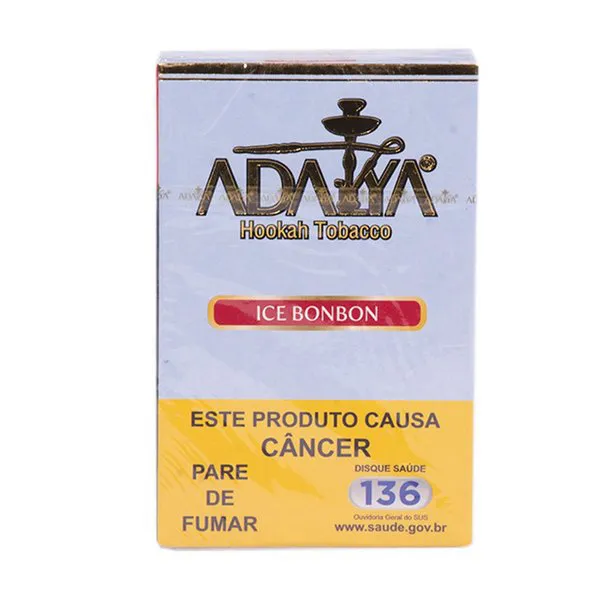 ADALYA®
Hookah Tobacco
ICE BONBON
ESTE PRODUTO CAUSA
CÂNCER
PARE
DE
FUMAR
DISQUE SAÚDE
136
Ouvidoria Geral do SUS
www.saude.gov.br